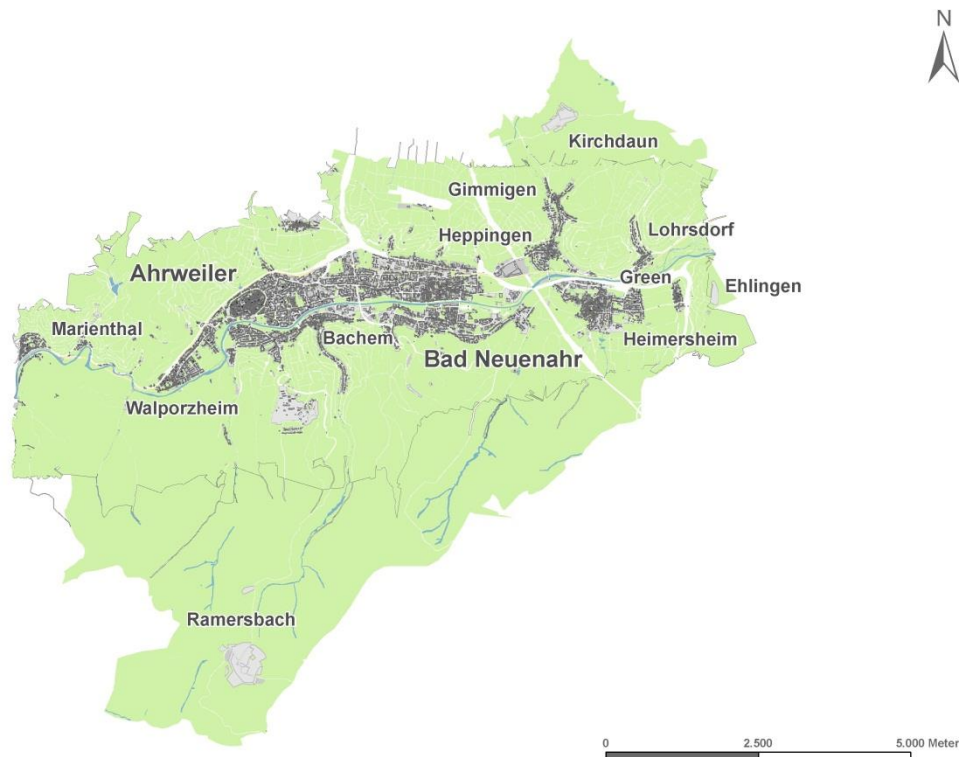 N
Kirchdaun
Gimmigen
Heppingen
Lohrsdorf
Ahrweiler
Green
Ehlingen
Marienthal
Bachem
Heimersheim
Bad Neuenahr
Walporzheim
Ramersbach
0 2.500 5.000 Meter